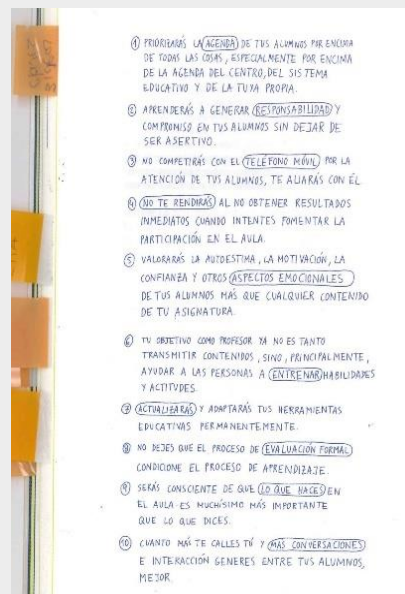 ① PRIORIZARÁS LA AGENDA DE TUS ALUMNOS POR ENCIMA
DE TODAS LAS COSAS, ESPECIALMENTE POR ENCIMA
DE LA AGENDA DEL CENTRO, DEL SISTEMA
EDUCATIVO Y DE LA TUYA PROPIA.
② APRENDERÁS A GENERAR RESPONSABILIDAD Y
COMPROMISO EN TUS ALUMNOS SIN DEJAR DE
SER ASERTIVO.
③ NO COMPETIRÁS CON EL TELÉFONO MÓVIL POR LA
ATENCIÓN DE TUS ALUMNOS, TE ALIARÁS CON ÉL.
④ NO TE RENDIRÁS AL NO OBTENER RESULTADOS
INMEDIATOS CUANDO INTENTES FOMENTAR LA
PARTICIPACIÓN EN EL AULA.
⑤ VALORARÁS LA AUTOESTIMA, LA MOTIVACIÓN, LA
CONFIANZA Y OTROS ASPECTOS EMOCIONALES
DE TUS ALUMNOS MÁS QUE CUALQUIER CONTENIDO
DE TU ASIGNATURA.
⑥ TU OBJETIVO COMO PROFESOR YA NO ES TANTO
TRANSMITIR CONTENIDOS, SINO, PRINCIPALMENTE,
AYUDAR A LAS PERSONAS A ENTRENAR HABILIDADES
Y ACTITUDES.
⑦ ACTUALIZARÁS Y ADAPTARÁS TUS HERRAMIENTAS
EDUCATIVAS PERMANENTEMENTE.
⑧ NO DEJES QUE EL PROCESO DE EVALUACIÓN FORMAL
CONDICIONE EL PROCESO DE APRENDIZAJE.
⑨ SERÁS CONSCIENTE DE QUE LO QUE HACES EN
EL AULA ES MUCHÍSIMO MÁS IMPORTANTE
QUE LO QUE DICES.
⑩ CUANTO MÁS TE CALLES TÚ Y MÁS CONVERSACIONES
E INTERACCIÓN GENERES ENTRE TUS ALUMNOS,
MEJOR